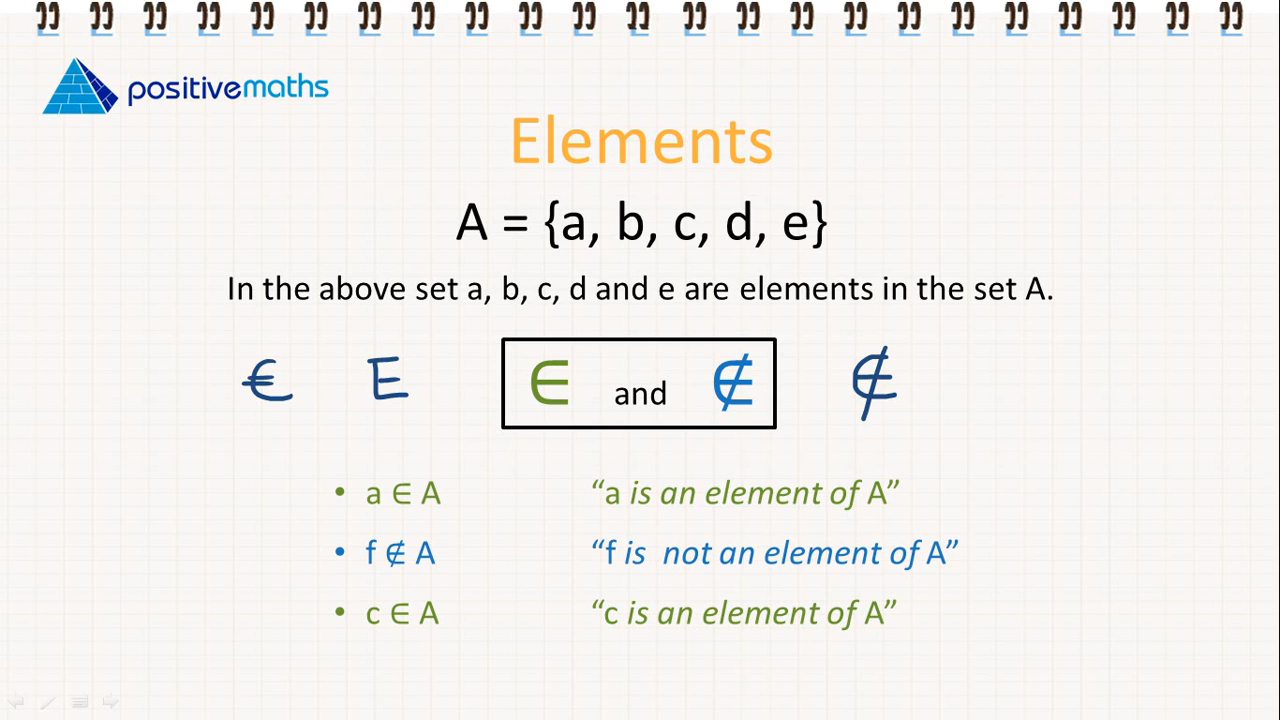 positivemaths
Elements
A = {a, b, c, d, e}
In the above set a, b, c, d and e are elements in the set A.
€ E ∈ and ∉ ∉
• a ∈ A “a is an element of A”
• f ∉ A “f is not an element of A”
• c ∈ A “c is an element of A”